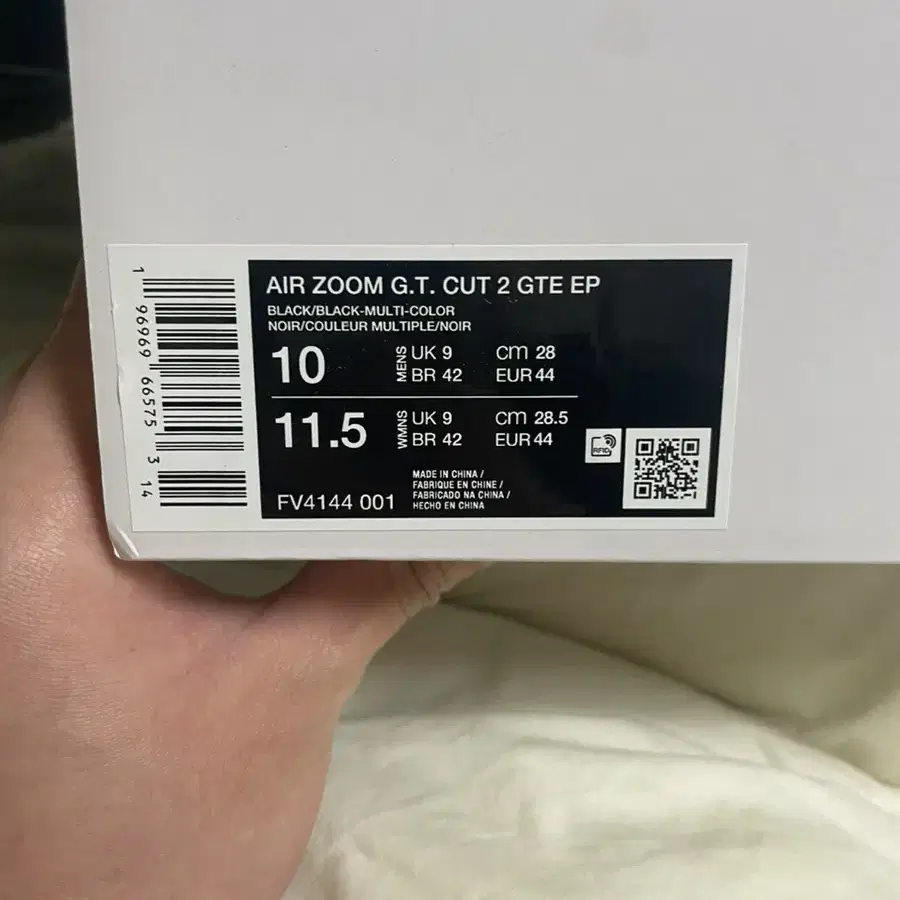 AIR ZOOM G.T. CUT 2 GTE EP
BLACK/BLACK-MULTI-COLOR
NOIR/COULEUR MULTIPLE/NOIR
10 MENS UK 9 cm 28
BR 42 EUR 44
11.5 WMNS UK 9 cm 28.5
BR 42 EUR 44
RFID
MADE IN CHINA /
FABRIQUE EN CHINE /
FABRICADO NA CHINA /
HECHO EN CHINA
FV4144 001
1 96969 66575 3 14